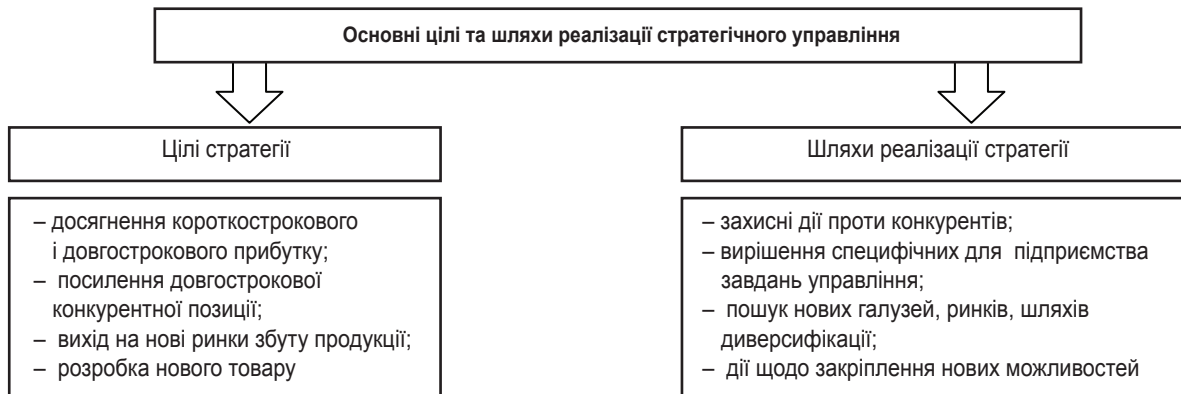 Основні цілі та шляхи реалізації стратегічного управління
Цілі стратегії
– досягнення короткострокового
і довгострокового прибутку;
– посилення довгострокової
конкурентної позиції;
– вихід на нові ринки збуту продукції;
– розробка нового товару
Шляхи реалізації стратегії
– захисні дії проти конкурентів;
– вирішення специфічних для підприємства
завдань управління;
– пошук нових галузей, ринків, шляхів
диверсифікації;
– дії щодо закріплення нових можливостей